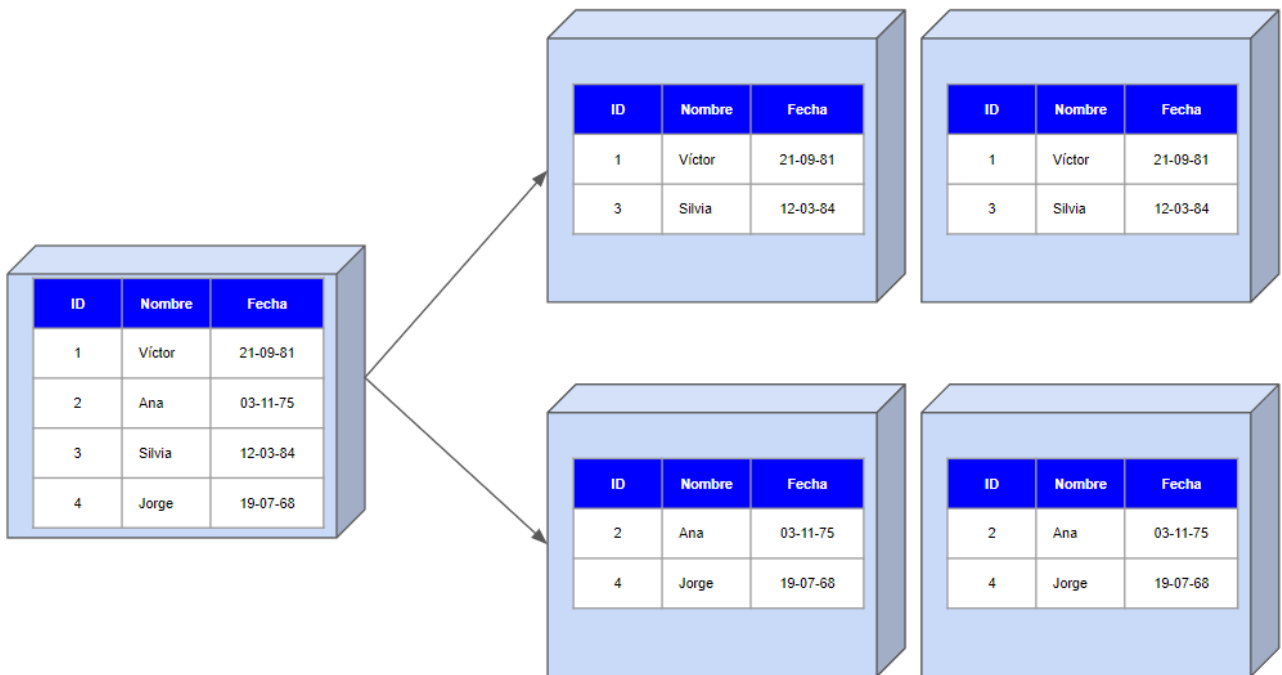 ID Nombre Fecha
1 Víctor 21-09-81
2 Ana 03-11-75
3 Silvia 12-03-84
4 Jorge 19-07-68
ID Nombre Fecha
1 Víctor 21-09-81
3 Silvia 12-03-84
ID Nombre Fecha
1 Víctor 21-09-81
3 Silvia 12-03-84
ID Nombre Fecha
2 Ana 03-11-75
4 Jorge 19-07-68
ID Nombre Fecha
2 Ana 03-11-75
4 Jorge 19-07-68